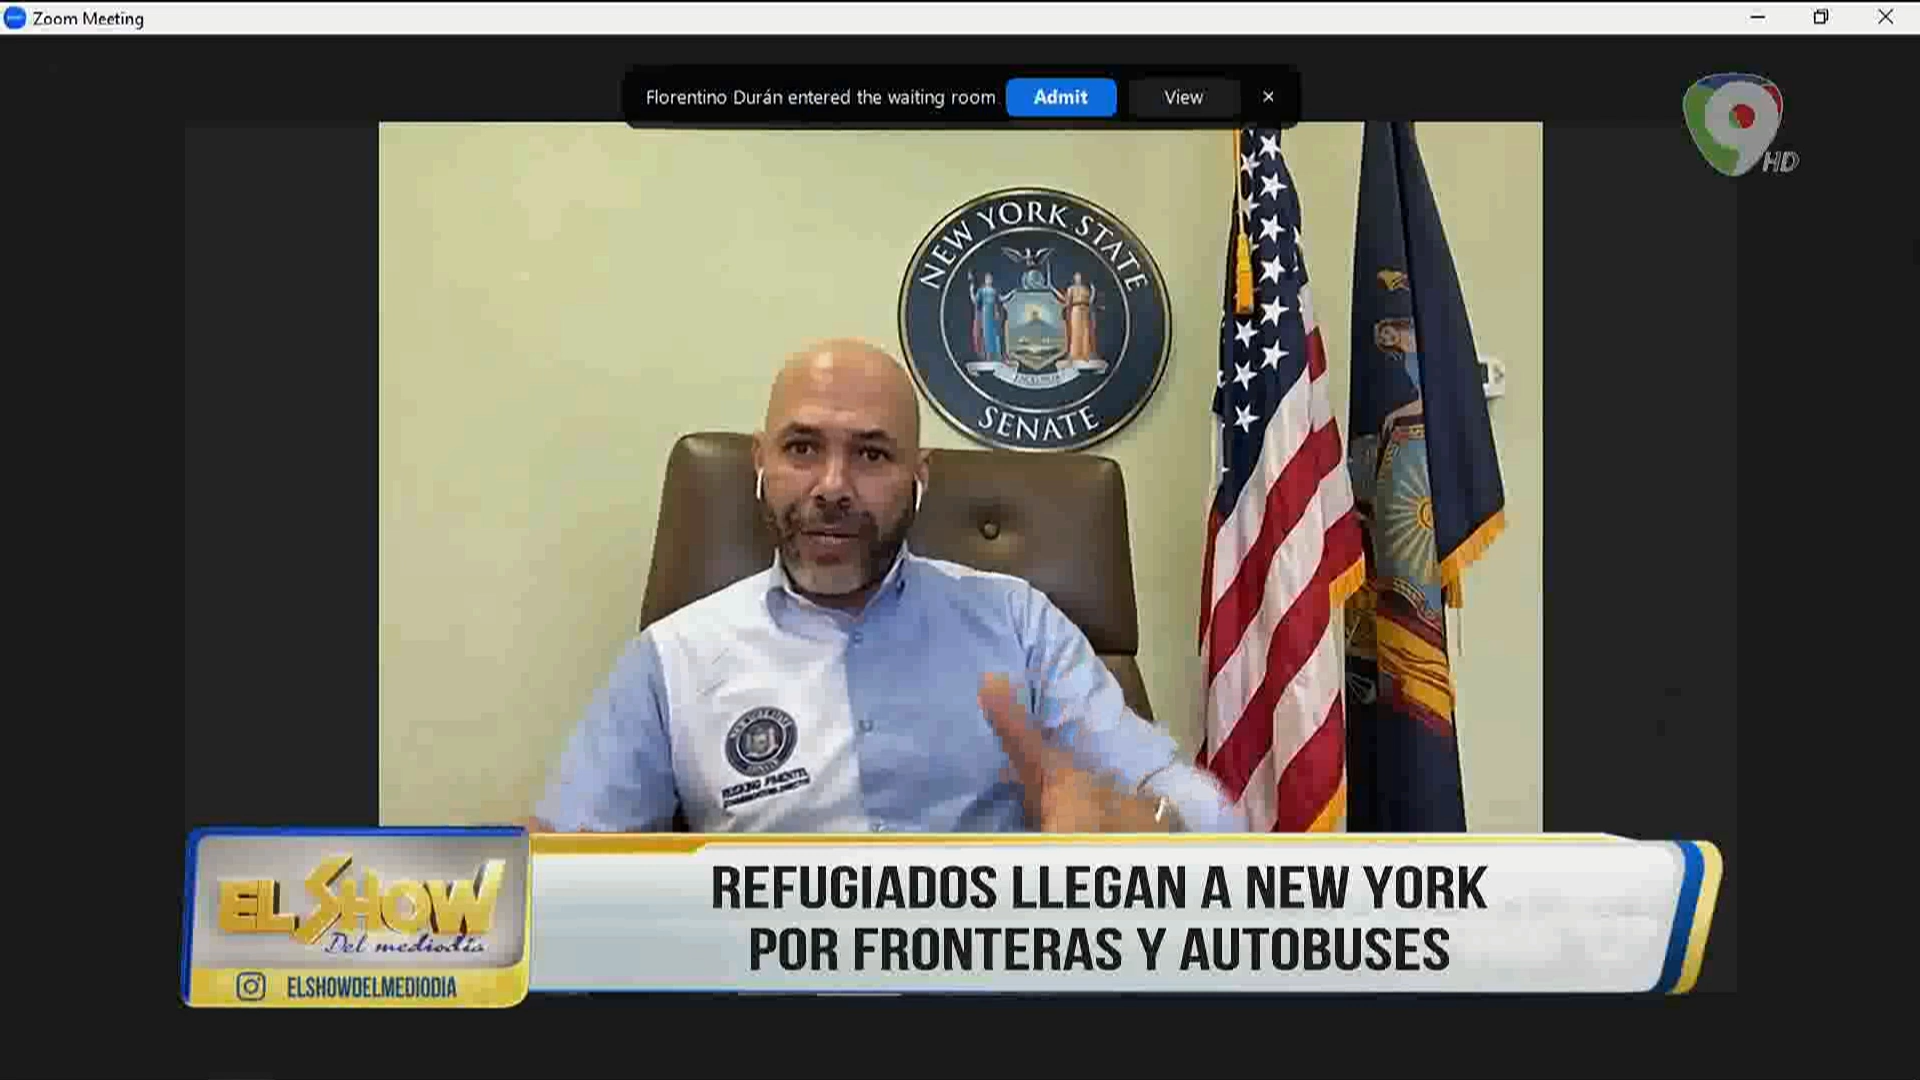 Zoom Meeting
Florentino Durán entered the waiting room
Admit
View
HD
NEW YORK STATE
SENATE
PIMENTEL
EL SHOW
Del mediodía
ELSHOWDELMEDIODIA
REFUGIADOS LLEGAN A NEW YORK
POR FRONTERAS Y AUTOBUSES